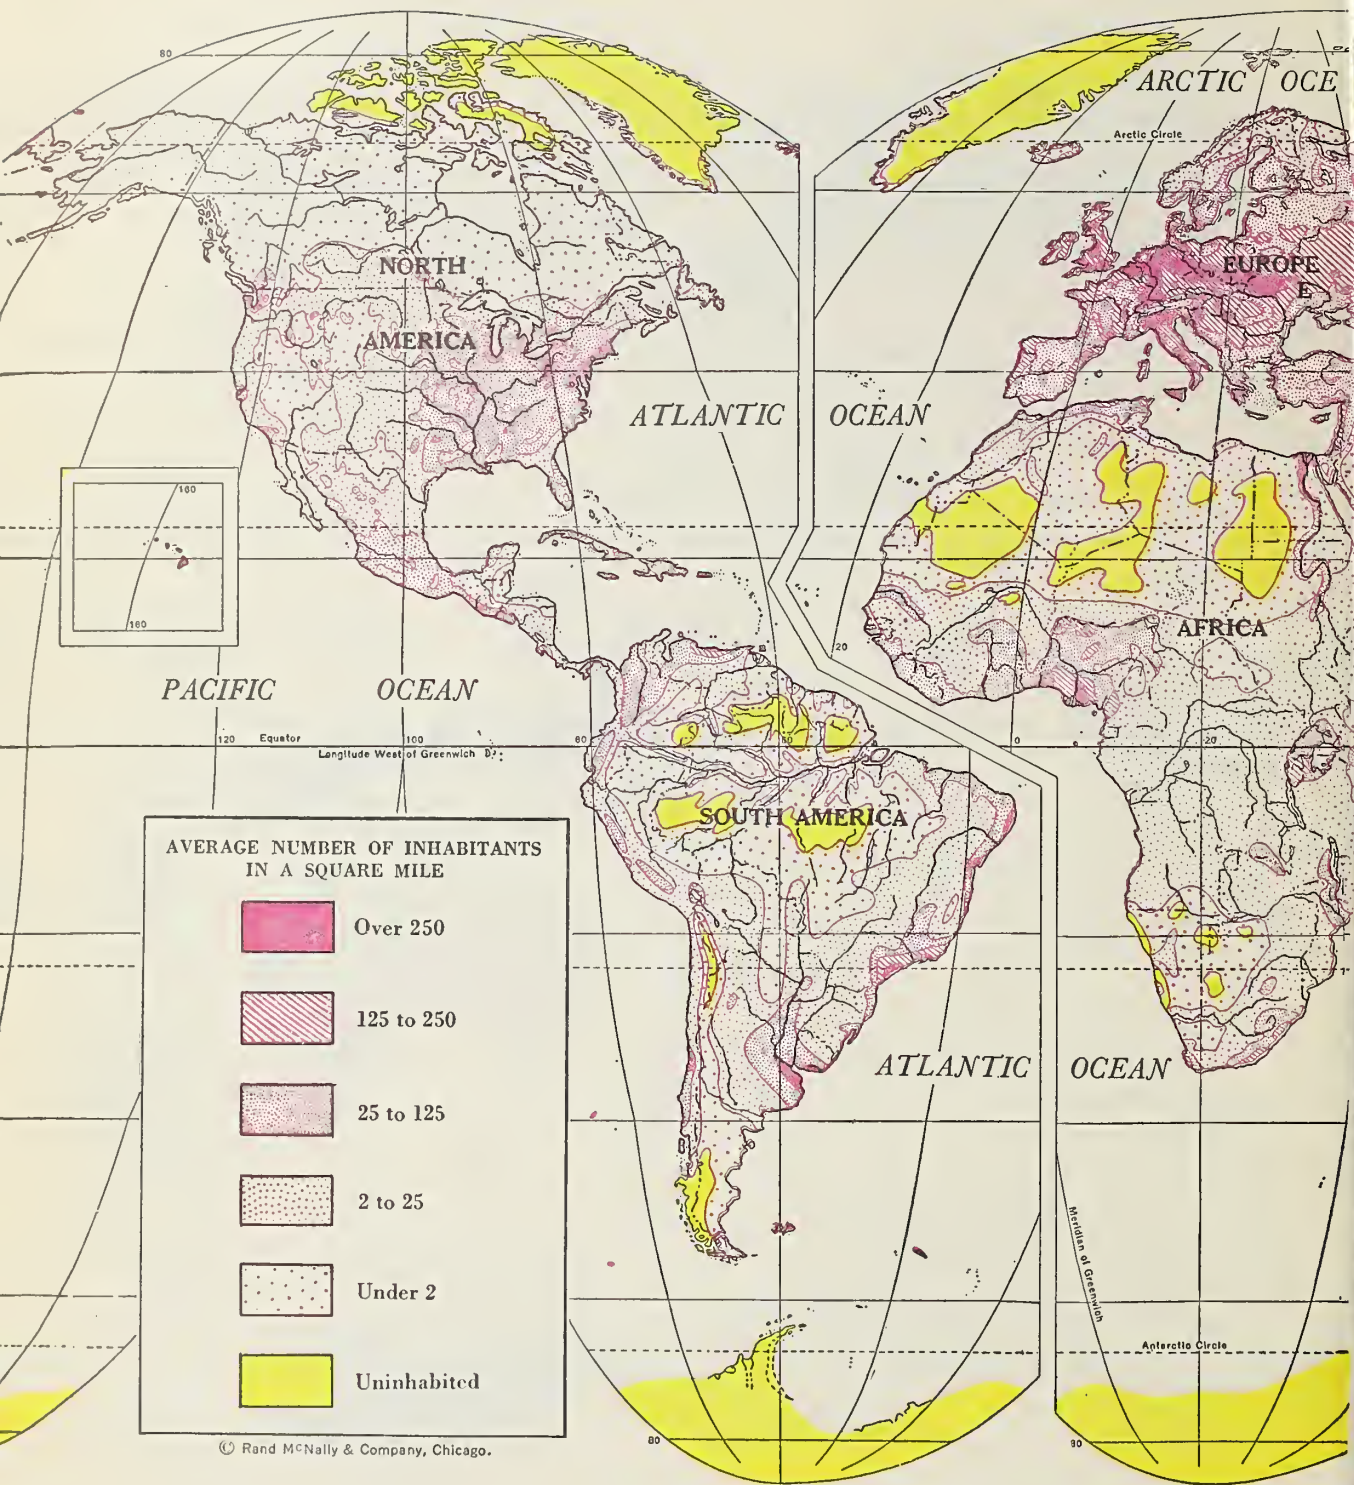 80
ARCTIC OCE
Arctic Circle
NORTH
AMERICA
EUROPE
E
ATLANTIC
OCEAN
160
160
AFRICA
20
PACIFIC OCEAN
120 Equator 100 80 60 0 20
Longitude West of Greenwich
SOUTH AMERICA
AVERAGE NUMBER OF INHABITANTS
IN A SQUARE MILE
Over 250
125 to 250
25 to 125
2 to 25
Under 2
Uninhabited
ATLANTIC
OCEAN
Meridian of Greenwich
Antarctic Circle
80
80
© Rand McNally & Company, Chicago.